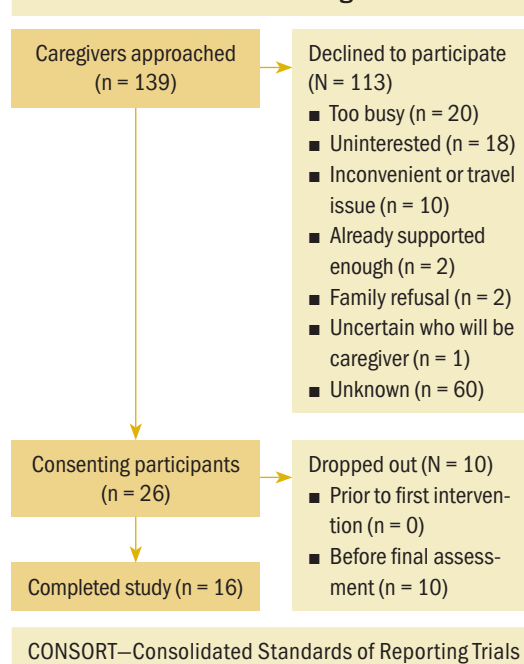 Caregivers approached
(n = 139)
Declined to participate
(N = 113)
■ Too busy (n = 20)
■ Uninterested (n = 18)
■ Inconvenient or travel
issue (n = 10)
■ Already supported
enough (n = 2)
■ Family refusal (n = 2)
■ Uncertain who will be
caregiver (n = 1)
■ Unknown (n = 60)
Consenting participants
(n = 26)
Dropped out (N = 10)
■ Prior to first interven-
tion (n = 0)
■ Before final assess-
ment (n = 10)
Completed study (n = 16)
CONSORT—Consolidated Standards of Reporting Trials